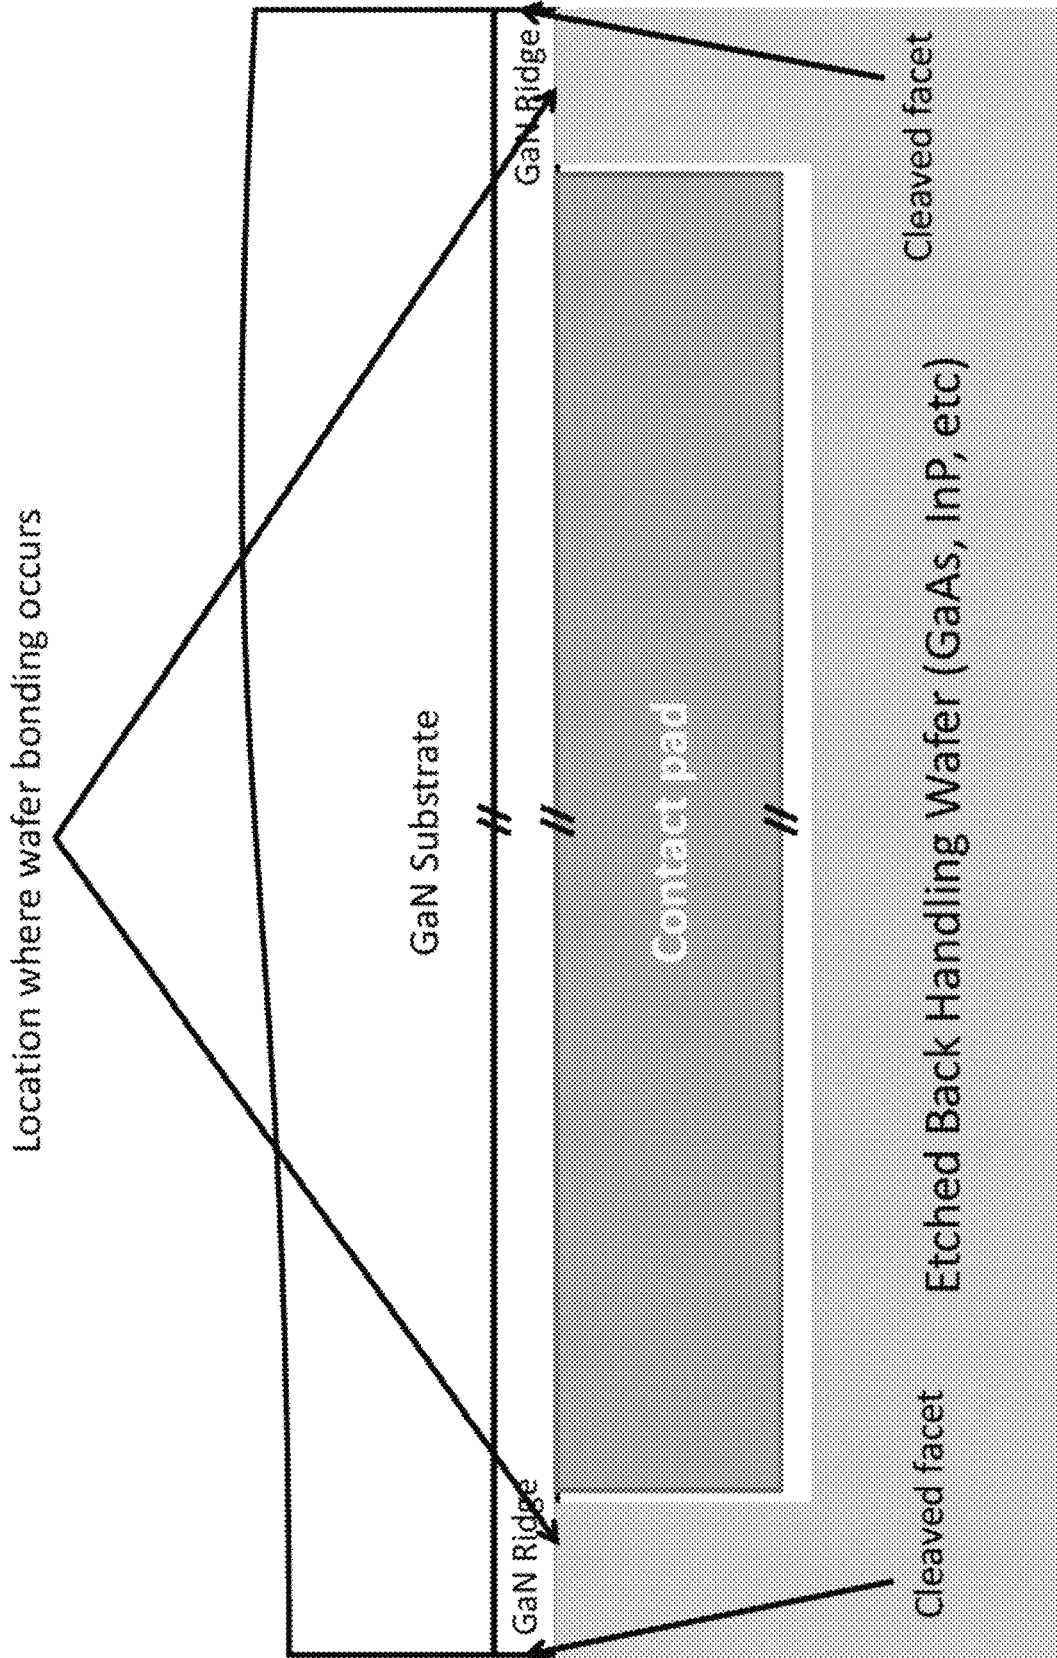 Location where wafer bonding occurs
GaN Substrate
GaN Ridge
GaN Ridge
Contact pad
Cleaved facet
Cleaved facet
Etched Back Handling Wafer (GaAs, InP, etc)